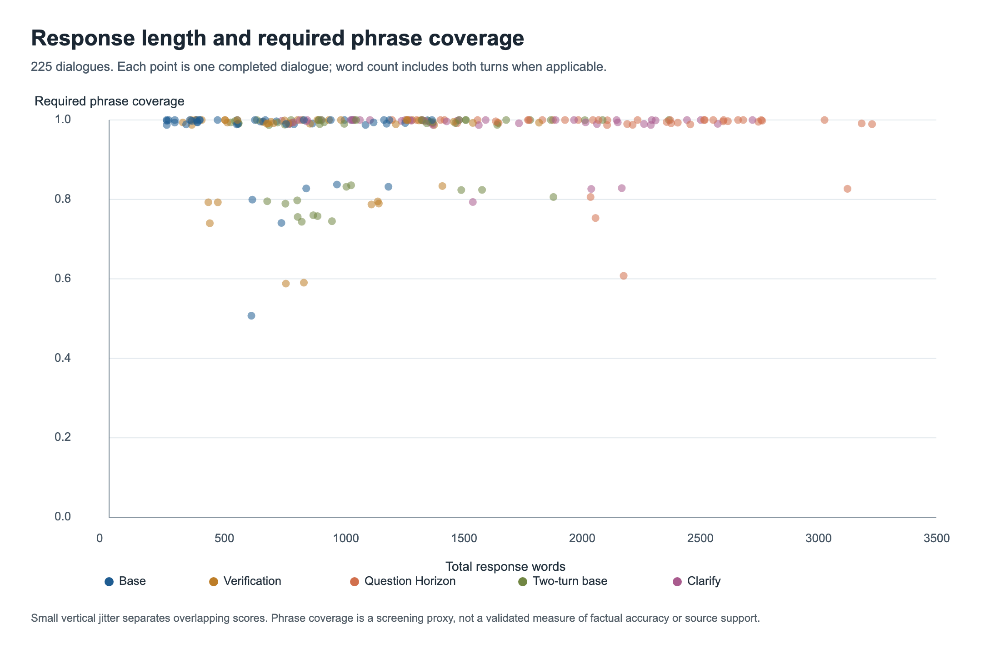 Response length and required phrase coverage
225 dialogues. Each point is one completed dialogue; word count includes both turns when applicable.
Required phrase coverage
1.0
0.8
0.6
0.4
0.2
0.0
0 500 1000 1500 2000 2500 3000 3500
Total response words
Base Verification Question Horizon Two-turn base Clarify
Small vertical jitter separates overlapping scores. Phrase coverage is a screening proxy, not a validated measure of factual accuracy or source support.